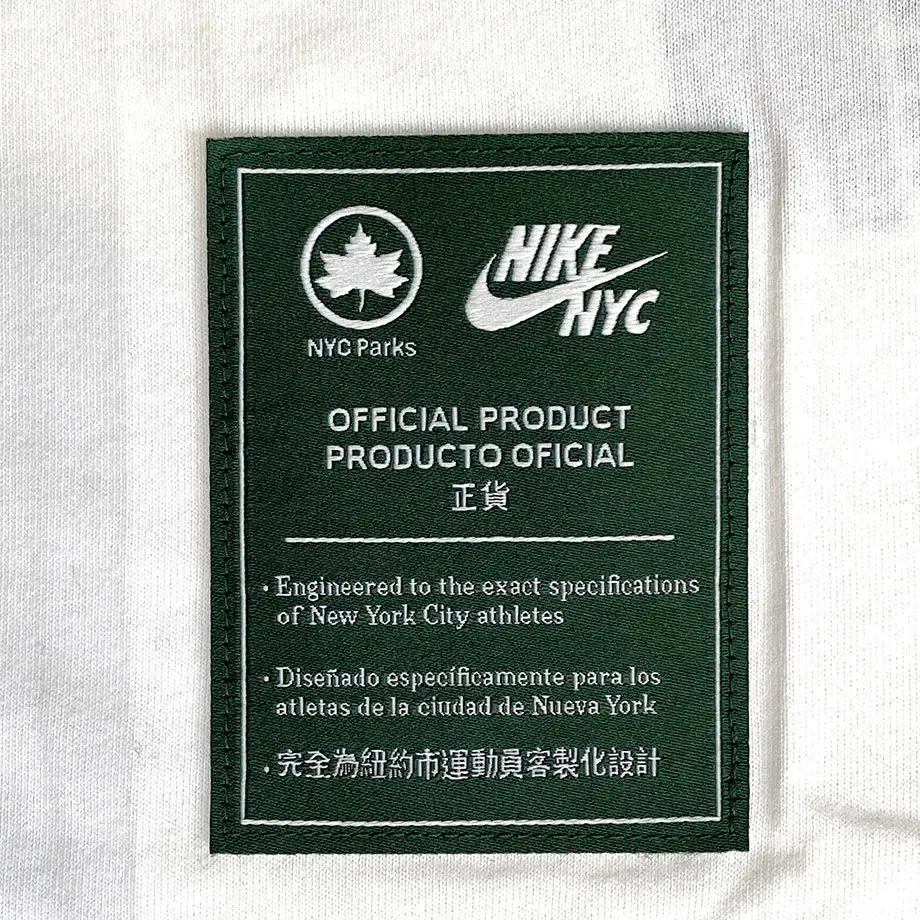 NYC Parks
NIKE
NYC
OFFICIAL PRODUCT
PRODUCTO OFICIAL
正貨
• Engineered to the exact specifications
of New York City athletes
• Diseñado específicamente para los
atletas de la ciudad de Nueva York
• 完全為紐約市運動員客製化設計